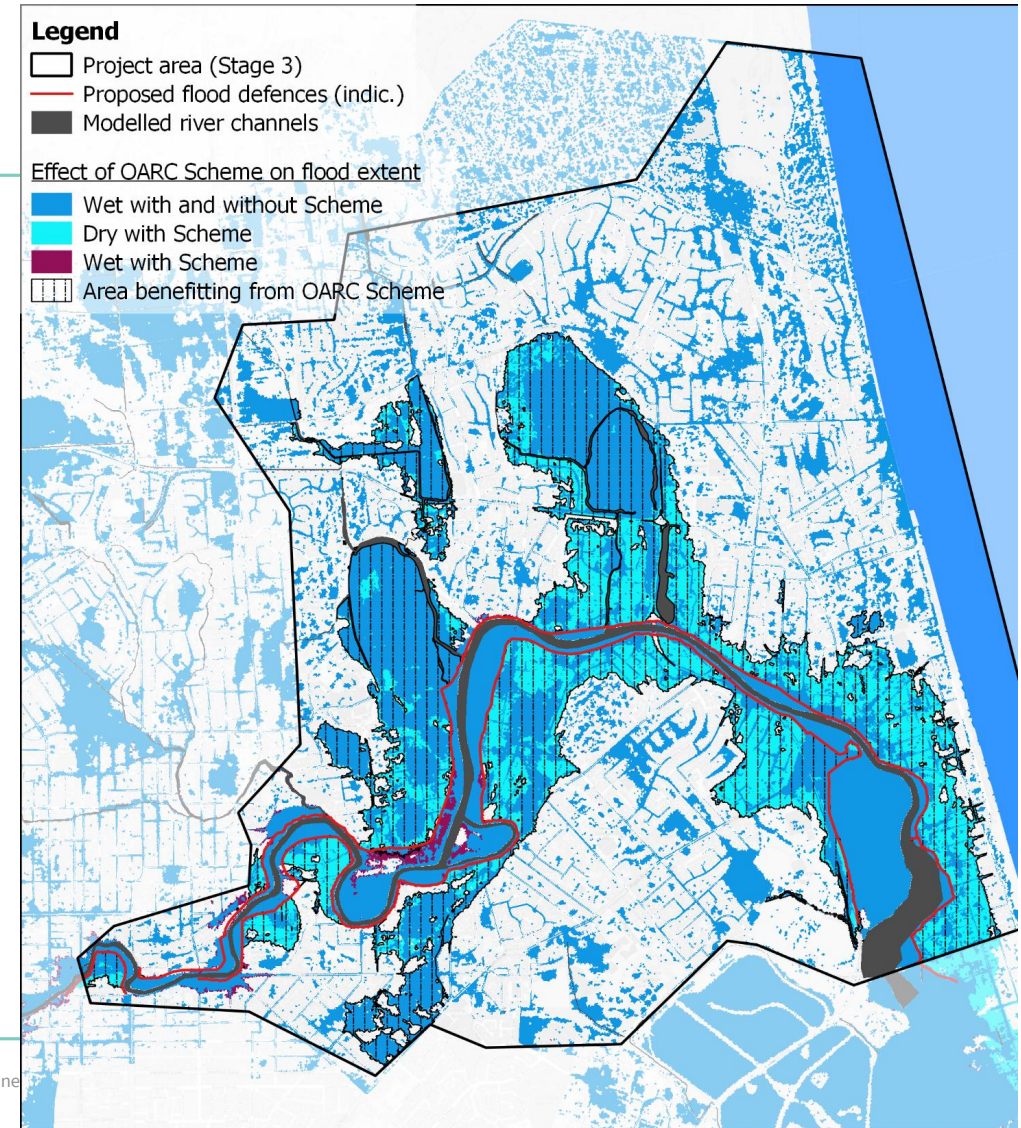 Legend
Project area (Stage 3)
Proposed flood defences (indic.)
Modelled river channels
Effect of OARC Scheme on flood extent
Wet with and without Scheme
Dry with Scheme
Wet with Scheme
Area benefitting from OARC Scheme
ne